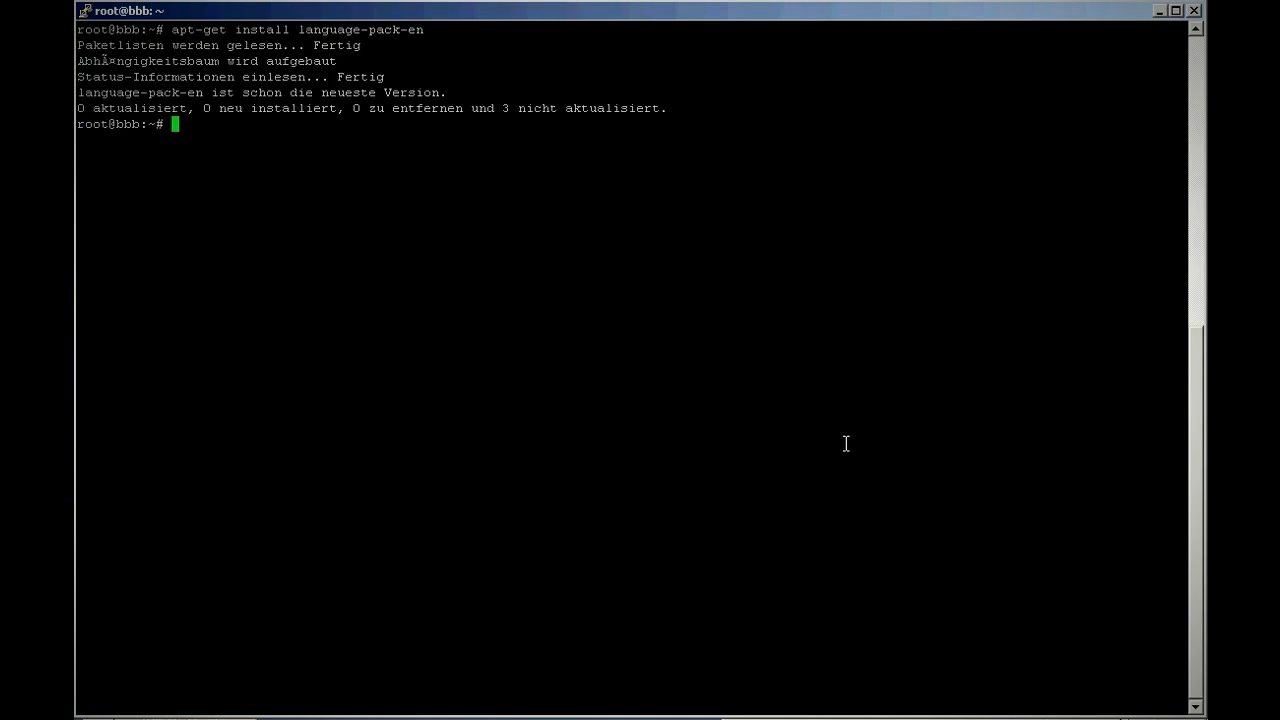 root@bbb: ~
root@bbb:~# apt-get install language-pack-en
Paketlisten werden gelesen... Fertig
AbhÃ¤ngigkeitsbaum wird aufgebaut
Status-Informationen einlesen... Fertig
language-pack-en ist schon die neueste Version.
0 aktualisiert, 0 neu installiert, 0 zu entfernen und 3 nicht aktualisiert.
root@bbb:~#